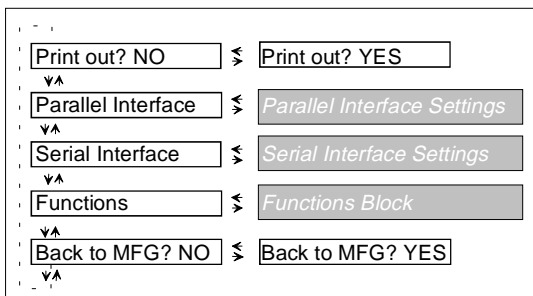 Print out? NO Print out? YES
Parallel Interface Parallel Interface Settings
Serial Interface Serial Interface Settings
Functions Functions Block
Back to MFG? NO Back to MFG? YES